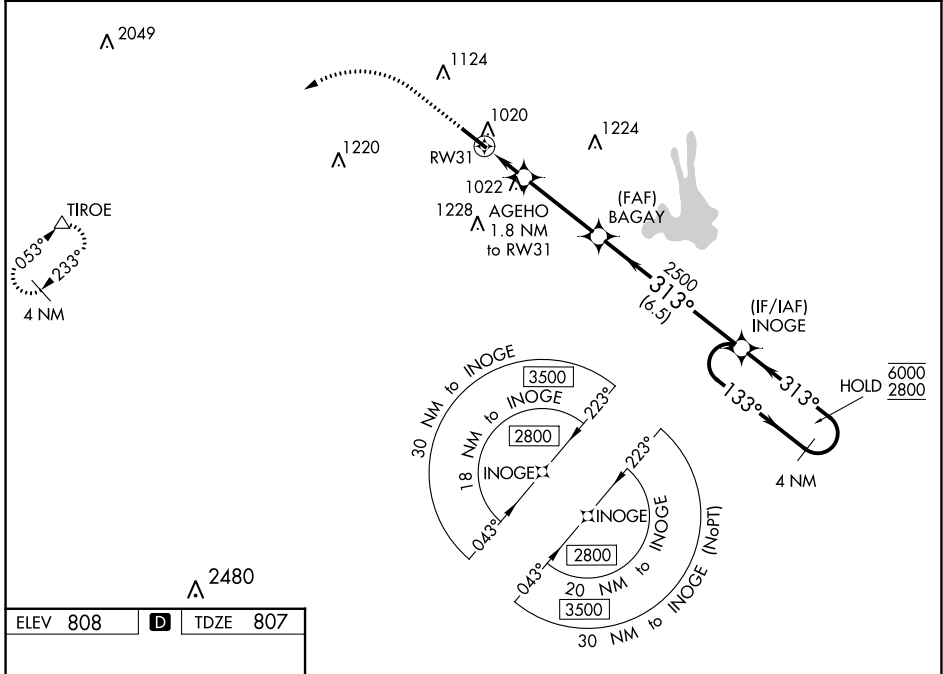 2049
1124
1020
1224
1220
RW31
1022
(FAF)
BAGAY
AGEHO
1.8 NM
to RW31
1228
TIROE
053°
233°
4 NM
2500
313°
(6.5)
(IF/IAF)
INOGE
HOLD
6000
2800
313°
133°
4 NM
30 NM to INOGE
3500
18 NM to INOGE
2800
INOGE
223°
043°
223°
INOGE
2800
20 NM to INOGE
043°
3500
30 NM to INOGE (NoPT)
2480
ELEV 808 D TDZE 807